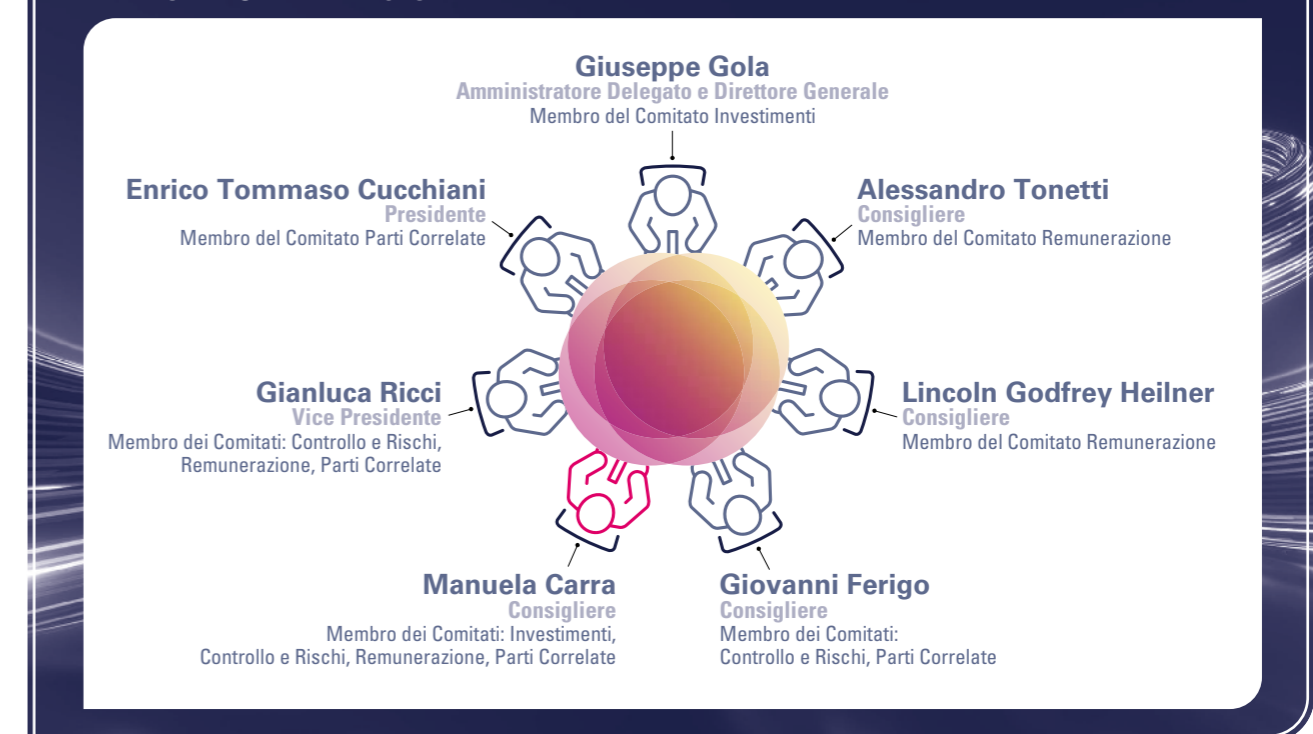 Giuseppe Gola
Amministratore Delegato e Direttore Generale
Membro del Comitato Investimenti
Enrico Tommaso Cucchiani
Presidente
Membro del Comitato Parti Correlate
Alessandro Tonetti
Consigliere
Membro del Comitato Remunerazione
Gianluca Ricci
Vice Presidente
Membro dei Comitati: Controllo e Rischi,
Remunerazione, Parti Correlate
Lincoln Godfrey Heilner
Consigliere
Membro del Comitato Remunerazione
Manuela Carra
Consigliere
Membro dei Comitati: Investimenti,
Controllo e Rischi, Remunerazione, Parti Correlate
Giovanni Ferigo
Consigliere
Membro dei Comitati:
Controllo e Rischi, Parti Correlate